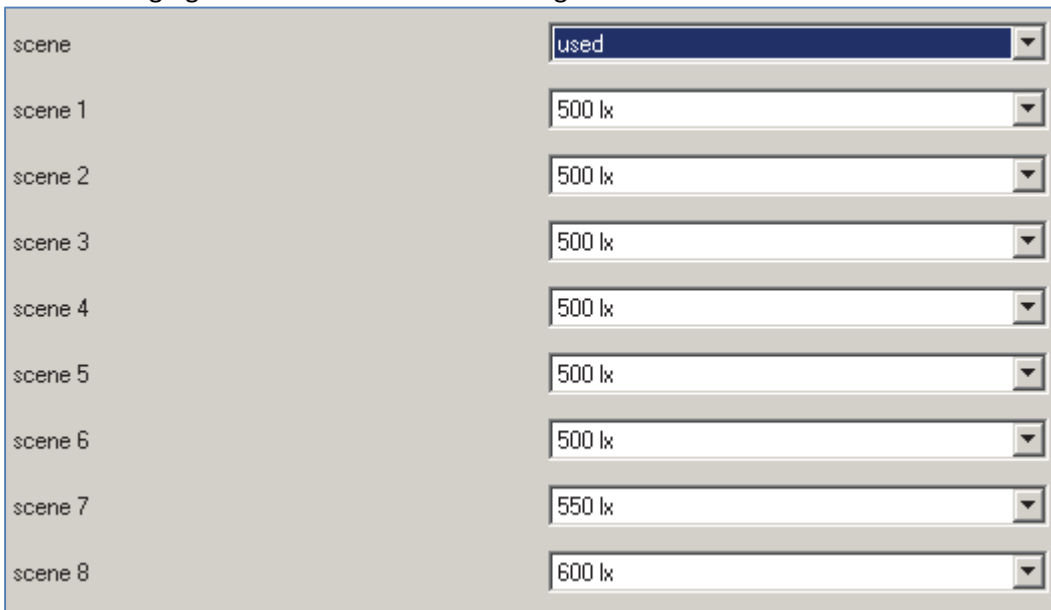 scene used
scene 1 500 lx
scene 2 500 lx
scene 3 500 lx
scene 4 500 lx
scene 5 500 lx
scene 6 500 lx
scene 7 550 lx
scene 8 600 lx